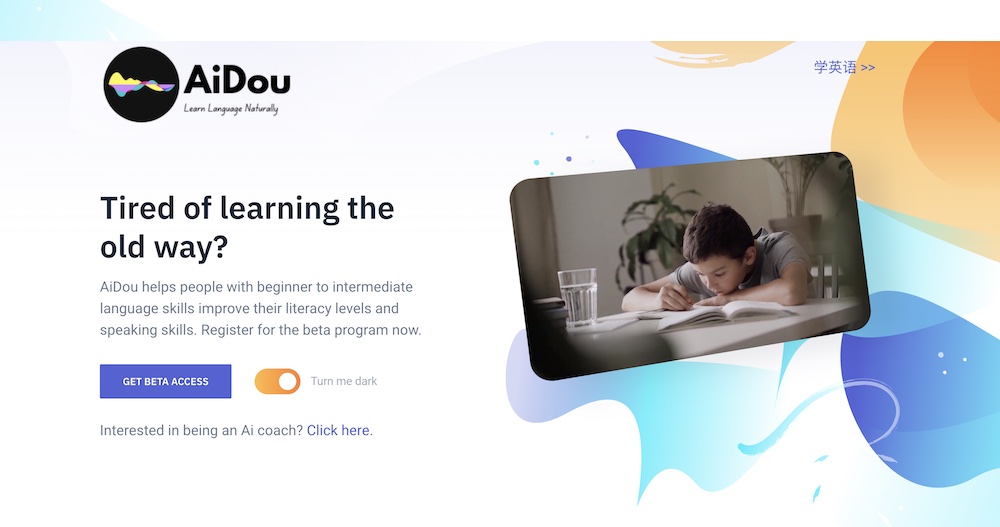 AiDou
Learn Language Naturally
学英语 >>
Tired of learning the
old way?
AiDou helps people with beginner to intermediate
language skills improve their literacy levels and
speaking skills. Register for the beta program now.
GET BETA ACCESS
Turn me dark
Interested in being an Ai coach? Click here.